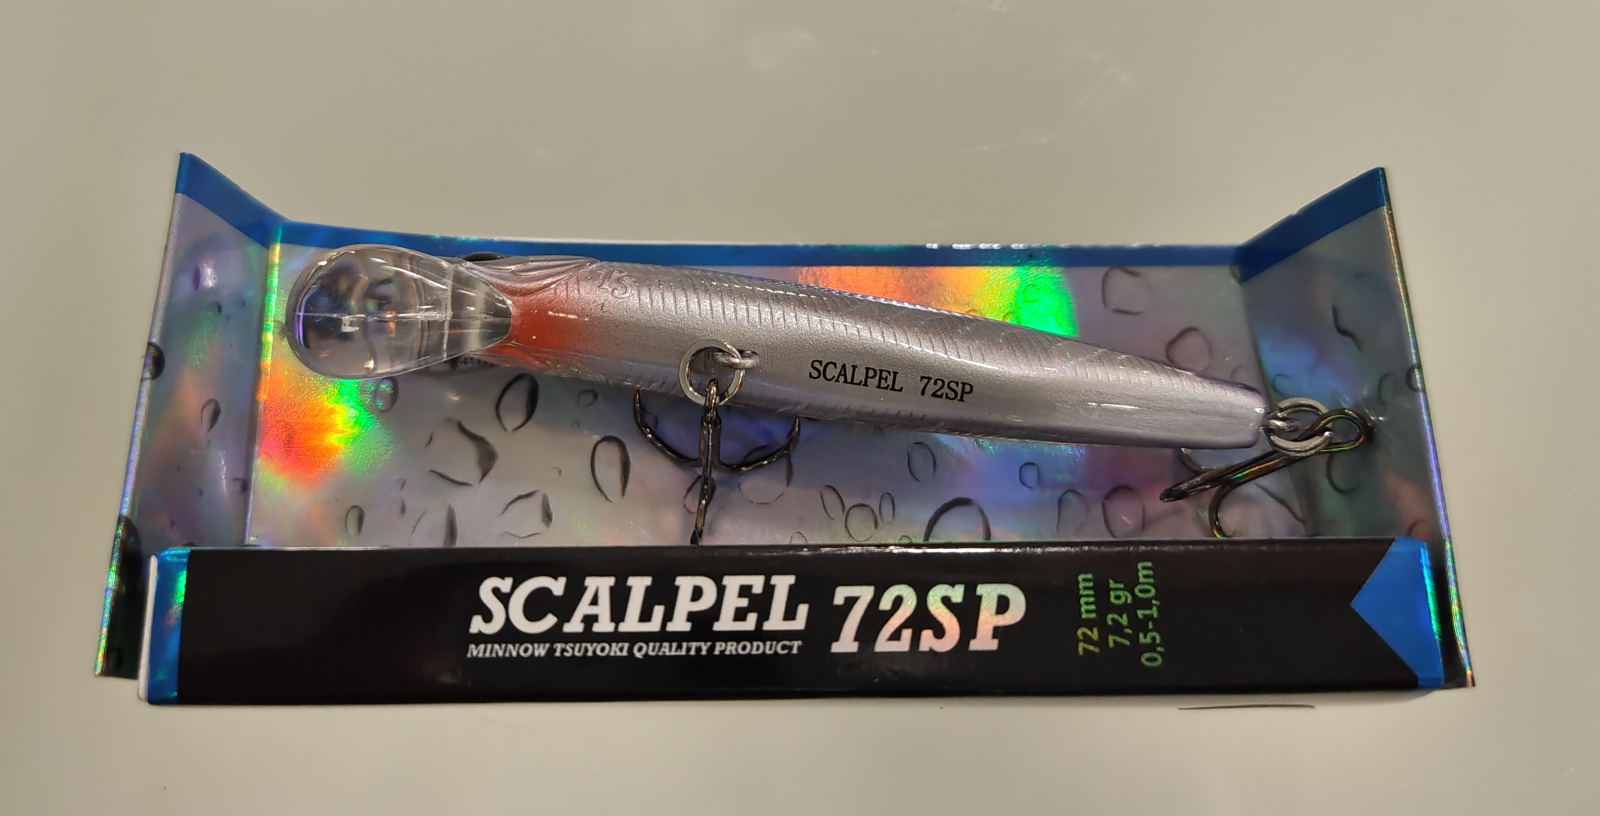 SCALPEL 72SP
SCALPEL 72SP
MINNOW TSUYOKI QUALITY PRODUCT
72 mm
7,2 gr
0,5-1,0m